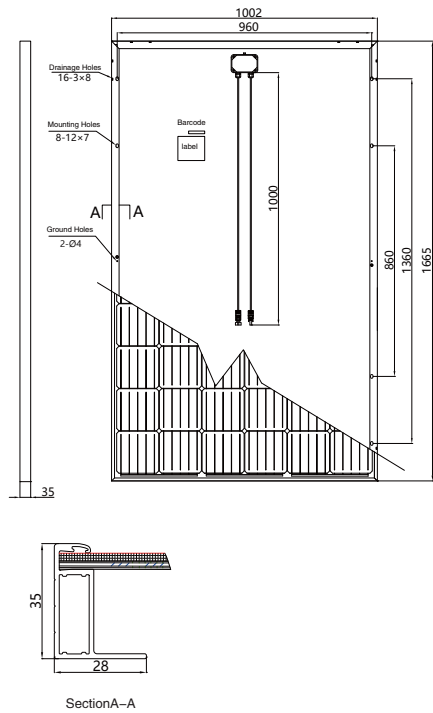 1002
960
Drainage Holes
16-3×8
Mounting Holes
8-12×7
Barcode
label
A A
Ground Holes
2-Ø4
1000
860
1360
1665
35
35
28
SectionA–A